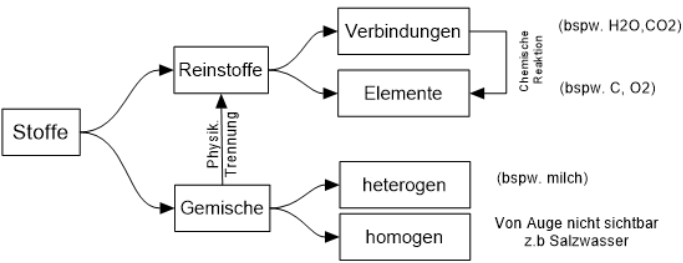 Verbindungen
(bspw. H2O,CO2)
Reinstoffe
Chemische
Reaktion
Elemente
(bspw. C, O2)
Stoffe
Physik.
Trennung
heterogen
(bspw. milch)
Gemische
homogen
Von Auge nicht sichtbar
z.b Salzwasser